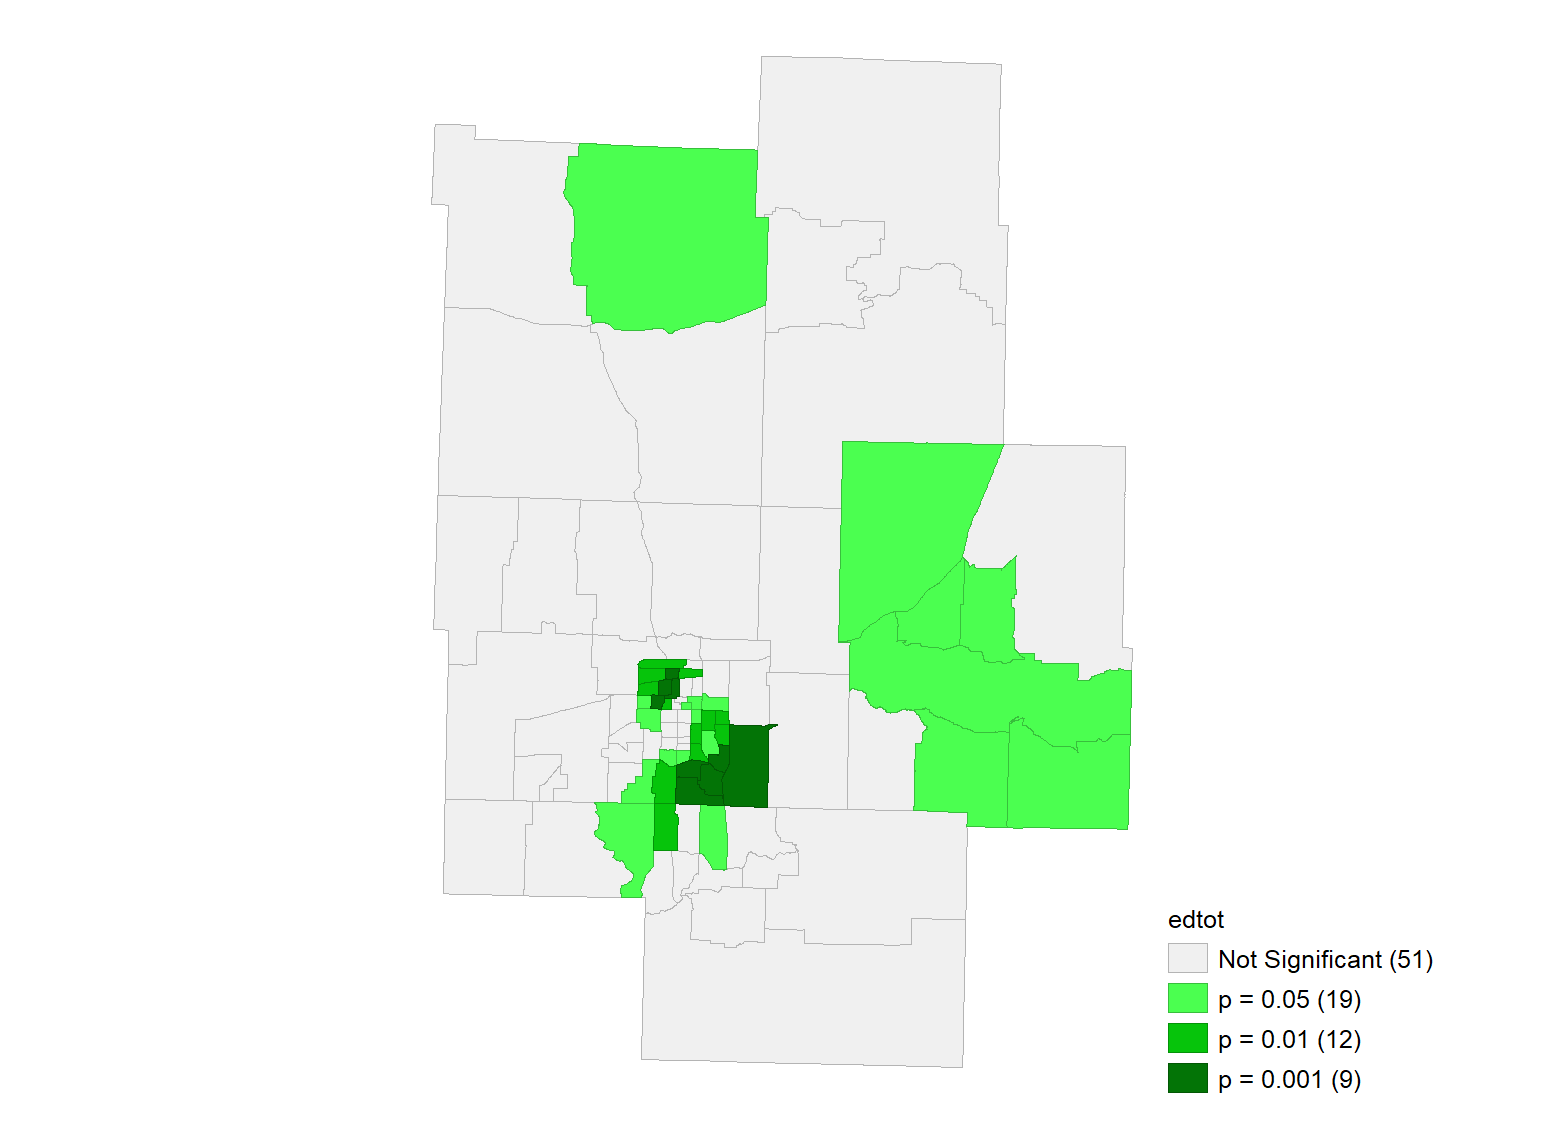 edtot
Not Significant (51)
p = 0.05 (19)
p = 0.01 (12)
p = 0.001 (9)